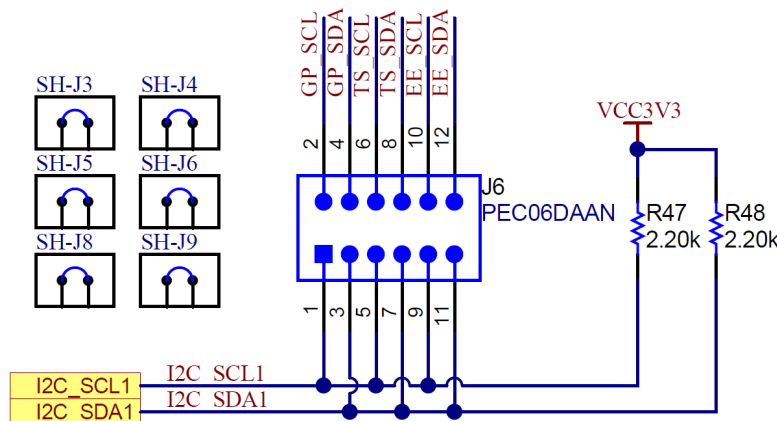 GP_SCL
GP_SDA
TS_SCL
TS_SDA
EE_SCL
EE_SDA
SH-J3 SH-J4
VCC3V3
2 4 6 8 10 12
SH-J5 SH-J6
J6
PEC06DAAN
R47 R48
2.20k 2.20k
SH-J8 SH-J9
1 3 5 7 9 11
I2C_SCL1 I2C_SCL1
I2C_SDA1 I2C_SDA1